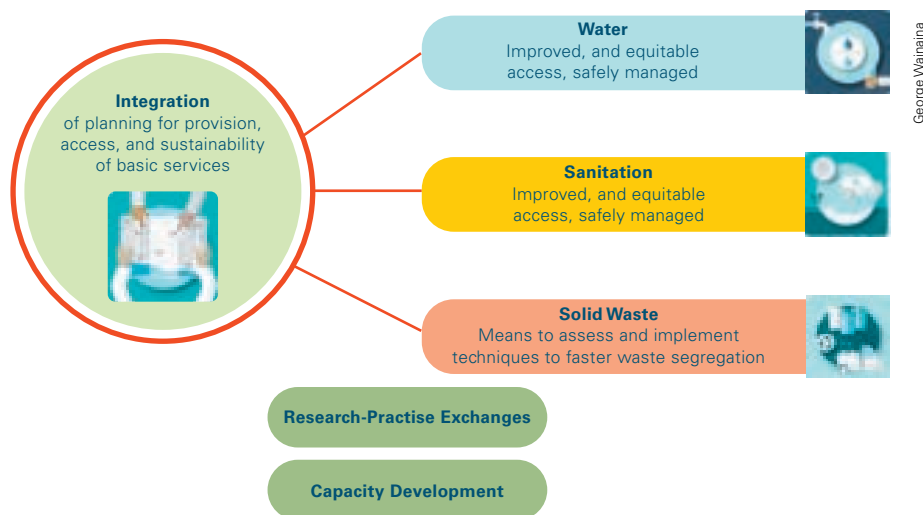 Integration
of planning for provision,
access, and sustainability
of basic services
Water
Improved, and equitable
access, safely managed
Sanitation
Improved, and equitable
access, safely managed
Solid Waste
Means to assess and implement
techniques to faster waste segregation
Research-Practise Exchanges
Capacity Development
George Wainaina